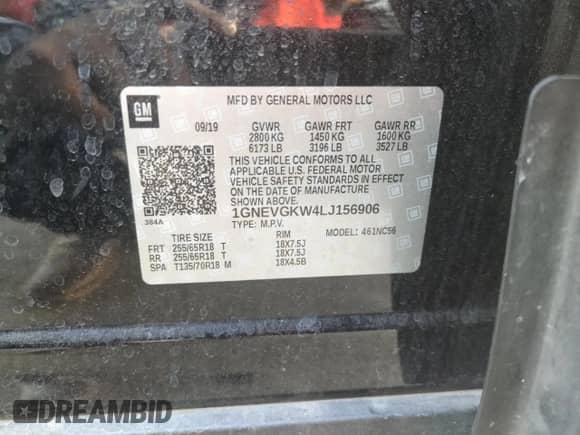 GM
MFD BY GENERAL MOTORS LLC
09/19 GVWR GAWR FRT GAWR RR
2800 KG 1450 KG 1600 KG
6173 LB 3196 LB 3527 LB
THIS VEHICLE CONFORMS TO ALL
APPLICABLE U.S. FEDERAL MOTOR
VEHICLE SAFETY STANDARDS IN EFFECT
ON THE DATE OF MANUFACTURE
SHOWN ABOVE.
384A 1GNEVGKW4LJ156906
TYPE: M.P.V. MODEL: 461NC56
TIRE SIZE RIM
FRT 255/65R18 T 18X7.5J
RR 255/65R18 T 18X7.5J
SPA T135/70R18 M 18X4.5B
DREAMBID